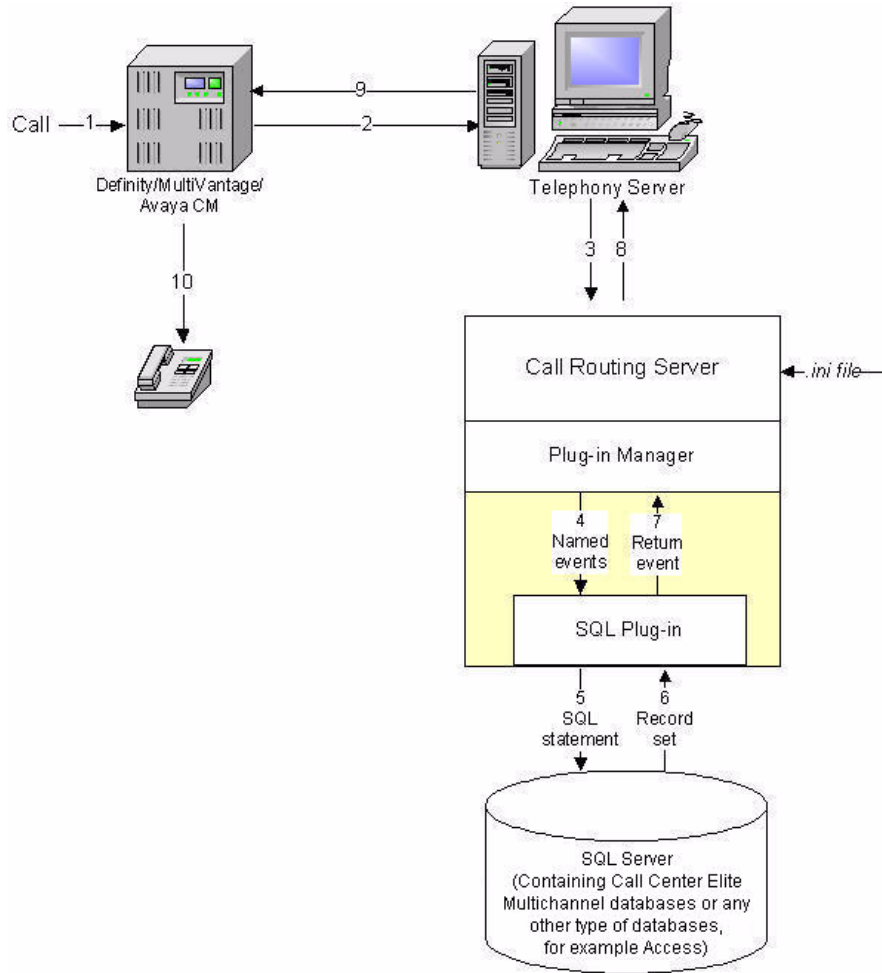 9
Call
1
2
Definity/MultiVantage/
Avaya CM
Telephony Server
3
8
10
Call Routing Server
.ini file
Plug-in Manager
4
Named
events
7
Return
event
SQL Plug-in
5
SQL
statement
6
Record
set
SQL Server
(Containing Call Center Elite
Multichannel databases or any
other type of databases,
for example Access)